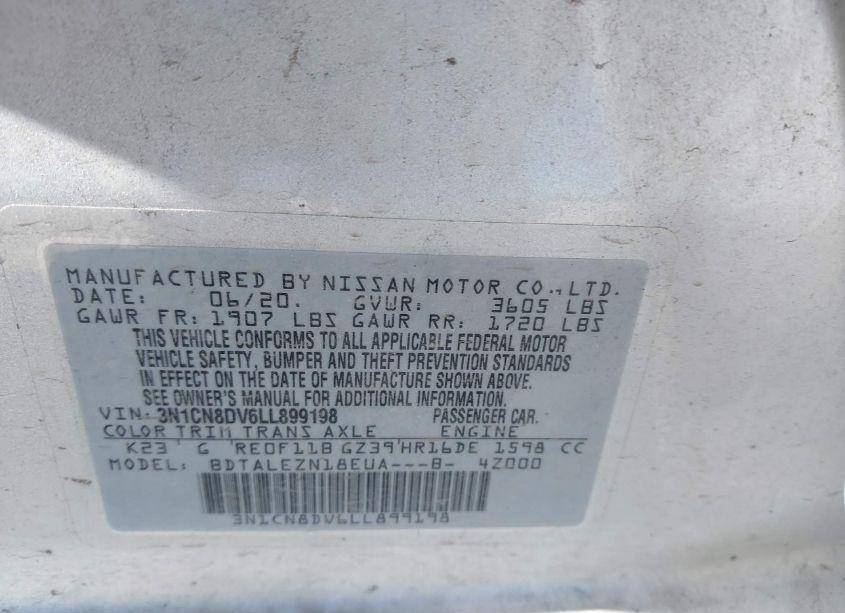 MANUFACTURED BY NISSAN MOTOR CO., LTD.
DATE: 06/20. GVWR: 3605 LBS
GAWR FR: 1907 LBS GAWR RR: 1720 LBS
THIS VEHICLE CONFORMS TO ALL APPLICABLE FEDERAL MOTOR
VEHICLE SAFETY, BUMPER AND THEFT PREVENTION STANDARDS
IN EFFECT ON THE DATE OF MANUFACTURE SHOWN ABOVE.
SEE OWNER'S MANUAL FOR ADDITIONAL INFORMATION.
VIN: 3N1CN8DV6LL899198 PASSENGER CAR.
COLOR TRIM TRANS AXLE ENGINE
K23 ' G 'RE0F11B GZ39'HR16DE 1598 CC
MODEL: BDTALEZN18EUA---B- 4Z000
3N1CN8DV6LL899198